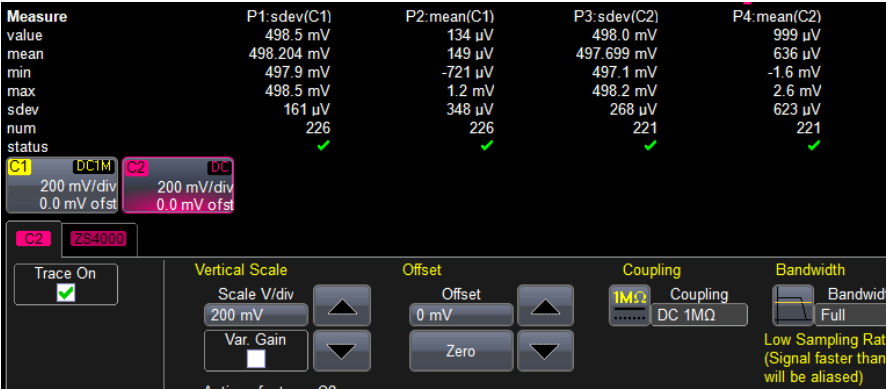 Measure P1:sdev(C1) P2:mean(C1) P3:sdev(C2) P4:mean(C2)
value 498.5 mV 134 µV 498.0 mV 999 µV
mean 498.204 mV 149 µV 497.699 mV 636 µV
min 497.9 mV -721 µV 497.1 mV -1.6 mV
max 498.5 mV 1.2 mV 498.2 mV 2.6 mV
sdev 161 µV 348 µV 268 µV 623 µV
num 226 226 221 221
status
C1 DC1M C2 DC
200 mV/div 200 mV/div
0.0 mV ofst 0.0 mV ofst
C2 ZS4000
Trace On Vertical Scale Offset Coupling Bandwidth
Scale V/div Offset 1MΩ Coupling Bandwidt
200 mV 0 mV DC 1MΩ Full
Var. Gain Zero Low Sampling Rat
(Signal faster than
will be aliased)